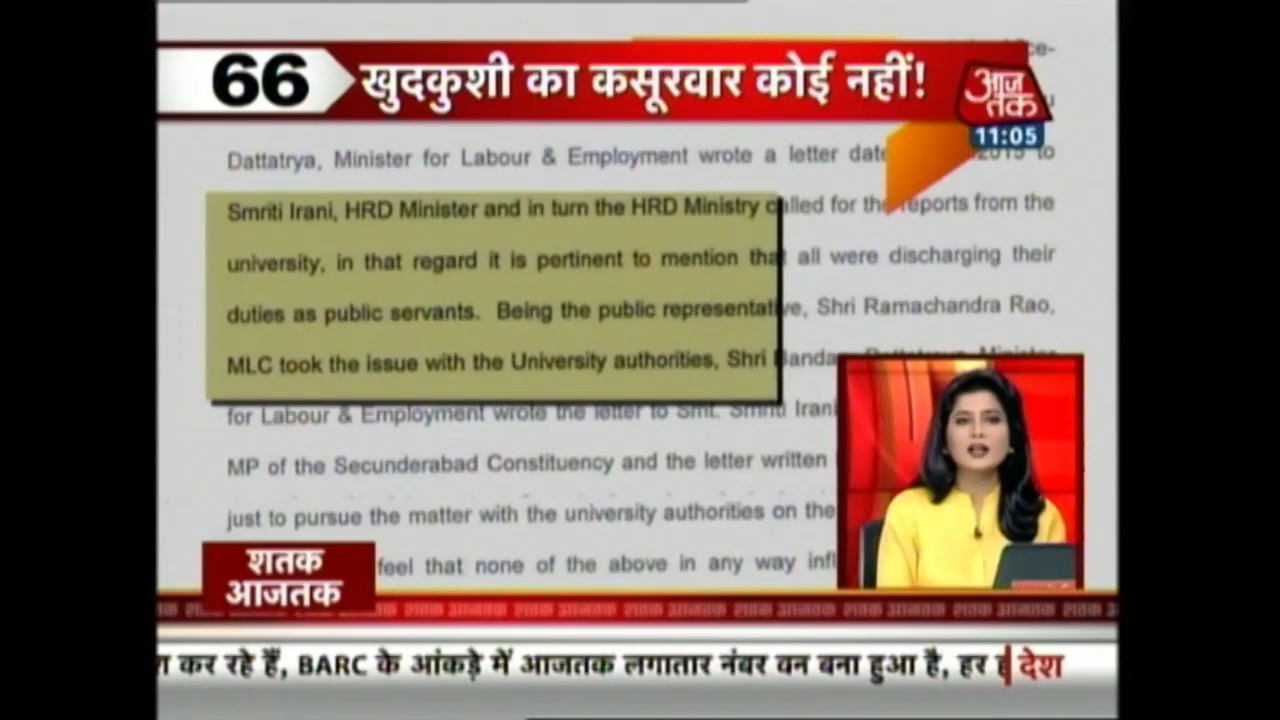 66 खुदकुशी का कसूरवार कोई नहीं!
आज
तक
11:05
Dattatrya, Minister for Labour & Employment wrote a letter to
Smriti Irani, HRD Minister and in turn the HRD Ministry called for the reports from the
university, in that regard it is pertinent to mention that all were discharging their
duties as public servants. Being the public representative, Shri Ramachandra Rao,
MLC took the issue with the University authorities, Shri
for Labour & Employment wrote the letter to Smt. Smriti Irani
MP of the Secunderabad Constituency and the letter written
just to pursue the matter with the university authorities on the
feel that none of the above in any way
शतक
आजतक
कर रहे हैं, BARC के आंकड़े में आजतक लगातार नंबर वन बना हुआ है, हर देश